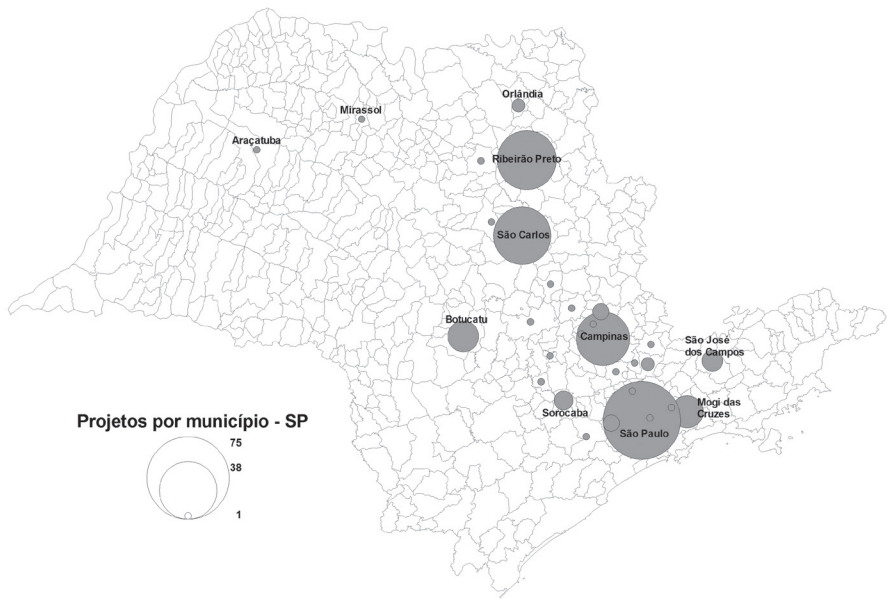 Orlândia
Mirassol
Araçatuba
Ribeirão Preto
São Carlos
Botucatu
Campinas
São José
dos Campos
Mogi das
Cruzes
Sorocaba
São Paulo
Projetos por município - SP
75
38
1